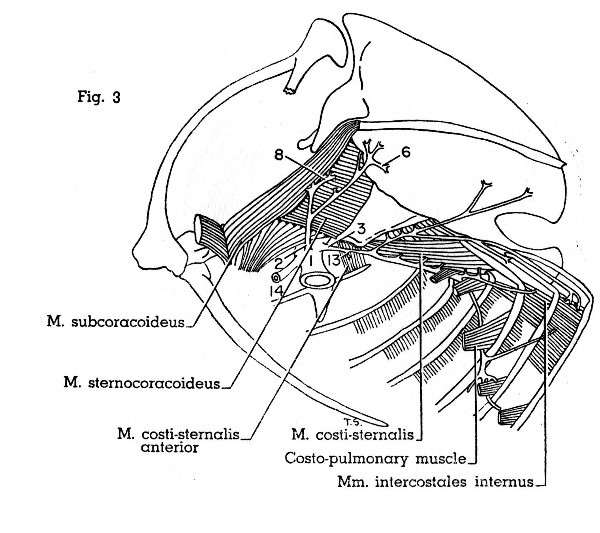 Fig. 3
8
6
3
2
1
13
14
M. subcoracoideus
M. sternocoracoideus
M. costi-sternalis
anterior
T.S.
M. costi-sternalis
Costo-pulmonary muscle
Mm. intercostales internus